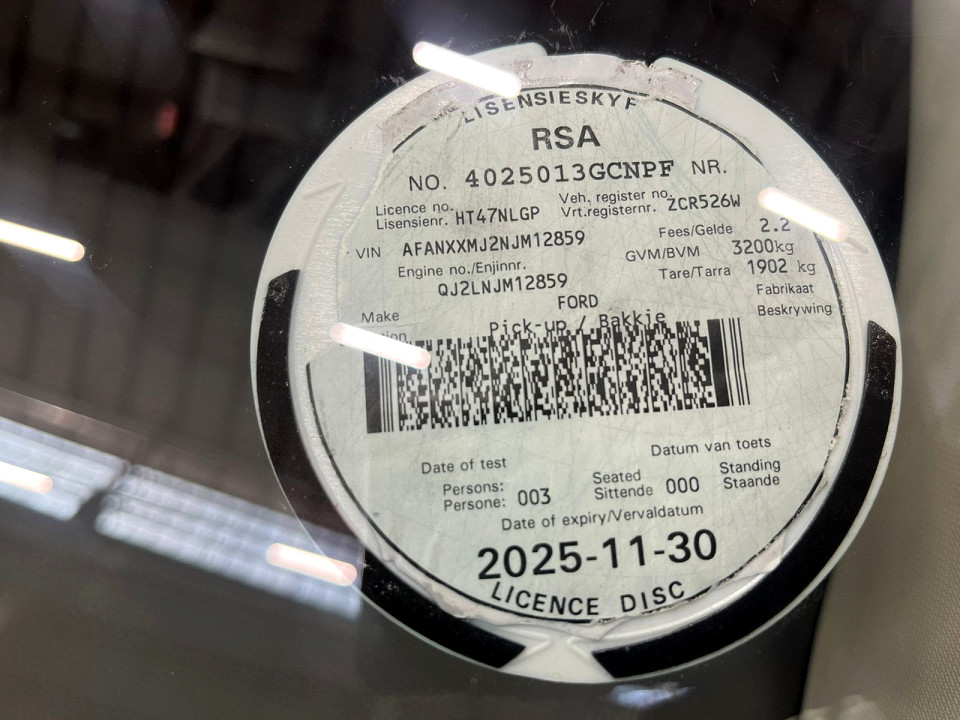 LISENSIESKYF
RSA
NO. 4025013GCNPF NR.
Licence no. Veh. register no.
Lisensienr. HT47NLGP Vrt.registernr. ZCR526W
VIN AFANXXMJ2NJM12859 Fees/Gelde 2.2
GVM/BVM 3200kg
Engine no./Enjinnr. Tare/Tarra 1902 kg
QJ2LNJM12859 Fabrikaat
Make FORD Beskrywing
Pick-up / Bakkie
Datum van toets
Date of test
Persons: Seated Standing
Persone: 003 Sittende 000 Staande
Date of expiry/Vervaldatum
2025-11-30
LICENCE DISC